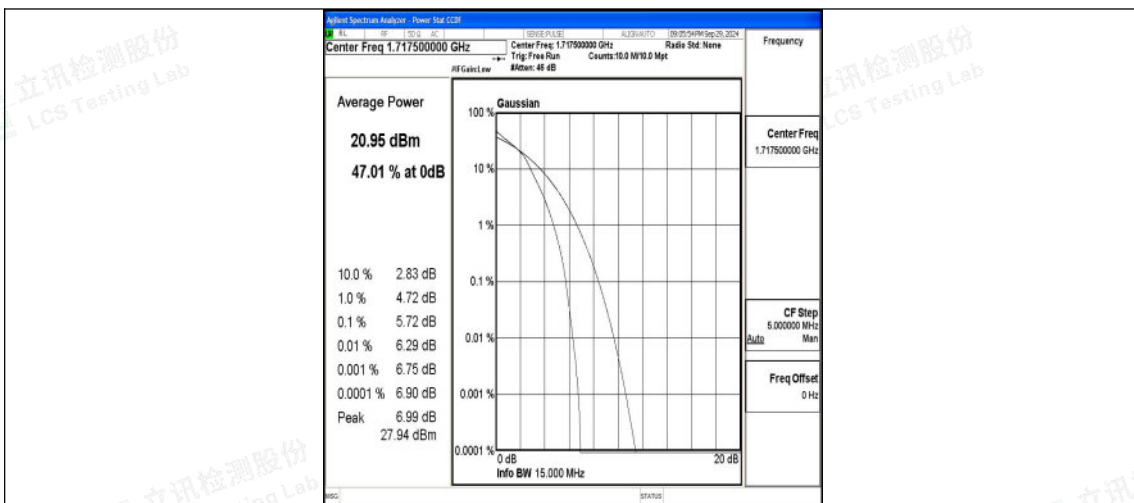 Agilent Spectrum Analyzer - Power Stat CCDF
RL RF 50 Ω AC SENSE:PULSE ALIGNAUTO 09:05:54PM Sep 29, 2024
Center Freq 1.717500000 GHz
Center Freq: 1.717500000 GHz Radio Std: None
Trig: Free Run Counts:10.0 M/10.0 Mpt
#IFGain:Low #Atten: 46 dB
Frequency
Average Power
20.95 dBm
47.01 % at 0dB
10.0 % 2.83 dB
1.0 % 4.72 dB
0.1 % 5.72 dB
0.01 % 6.29 dB
0.001 % 6.75 dB
0.0001 % 6.90 dB
Peak 6.99 dB
27.94 dBm
Gaussian
100 %
10 %
1 %
0.1 %
0.01 %
0.001 %
0.0001 %
0 dB 20 dB
Info BW 15.000 MHz
Center Freq
1.717500000 GHz
CF Step
5.000000 MHz
Auto Man
Freq Offset
0 Hz
MSG STATUS
立讯检测股份
LCS Testing Lab
立讯检测股份
LCS Testing Lab
立讯检测股份